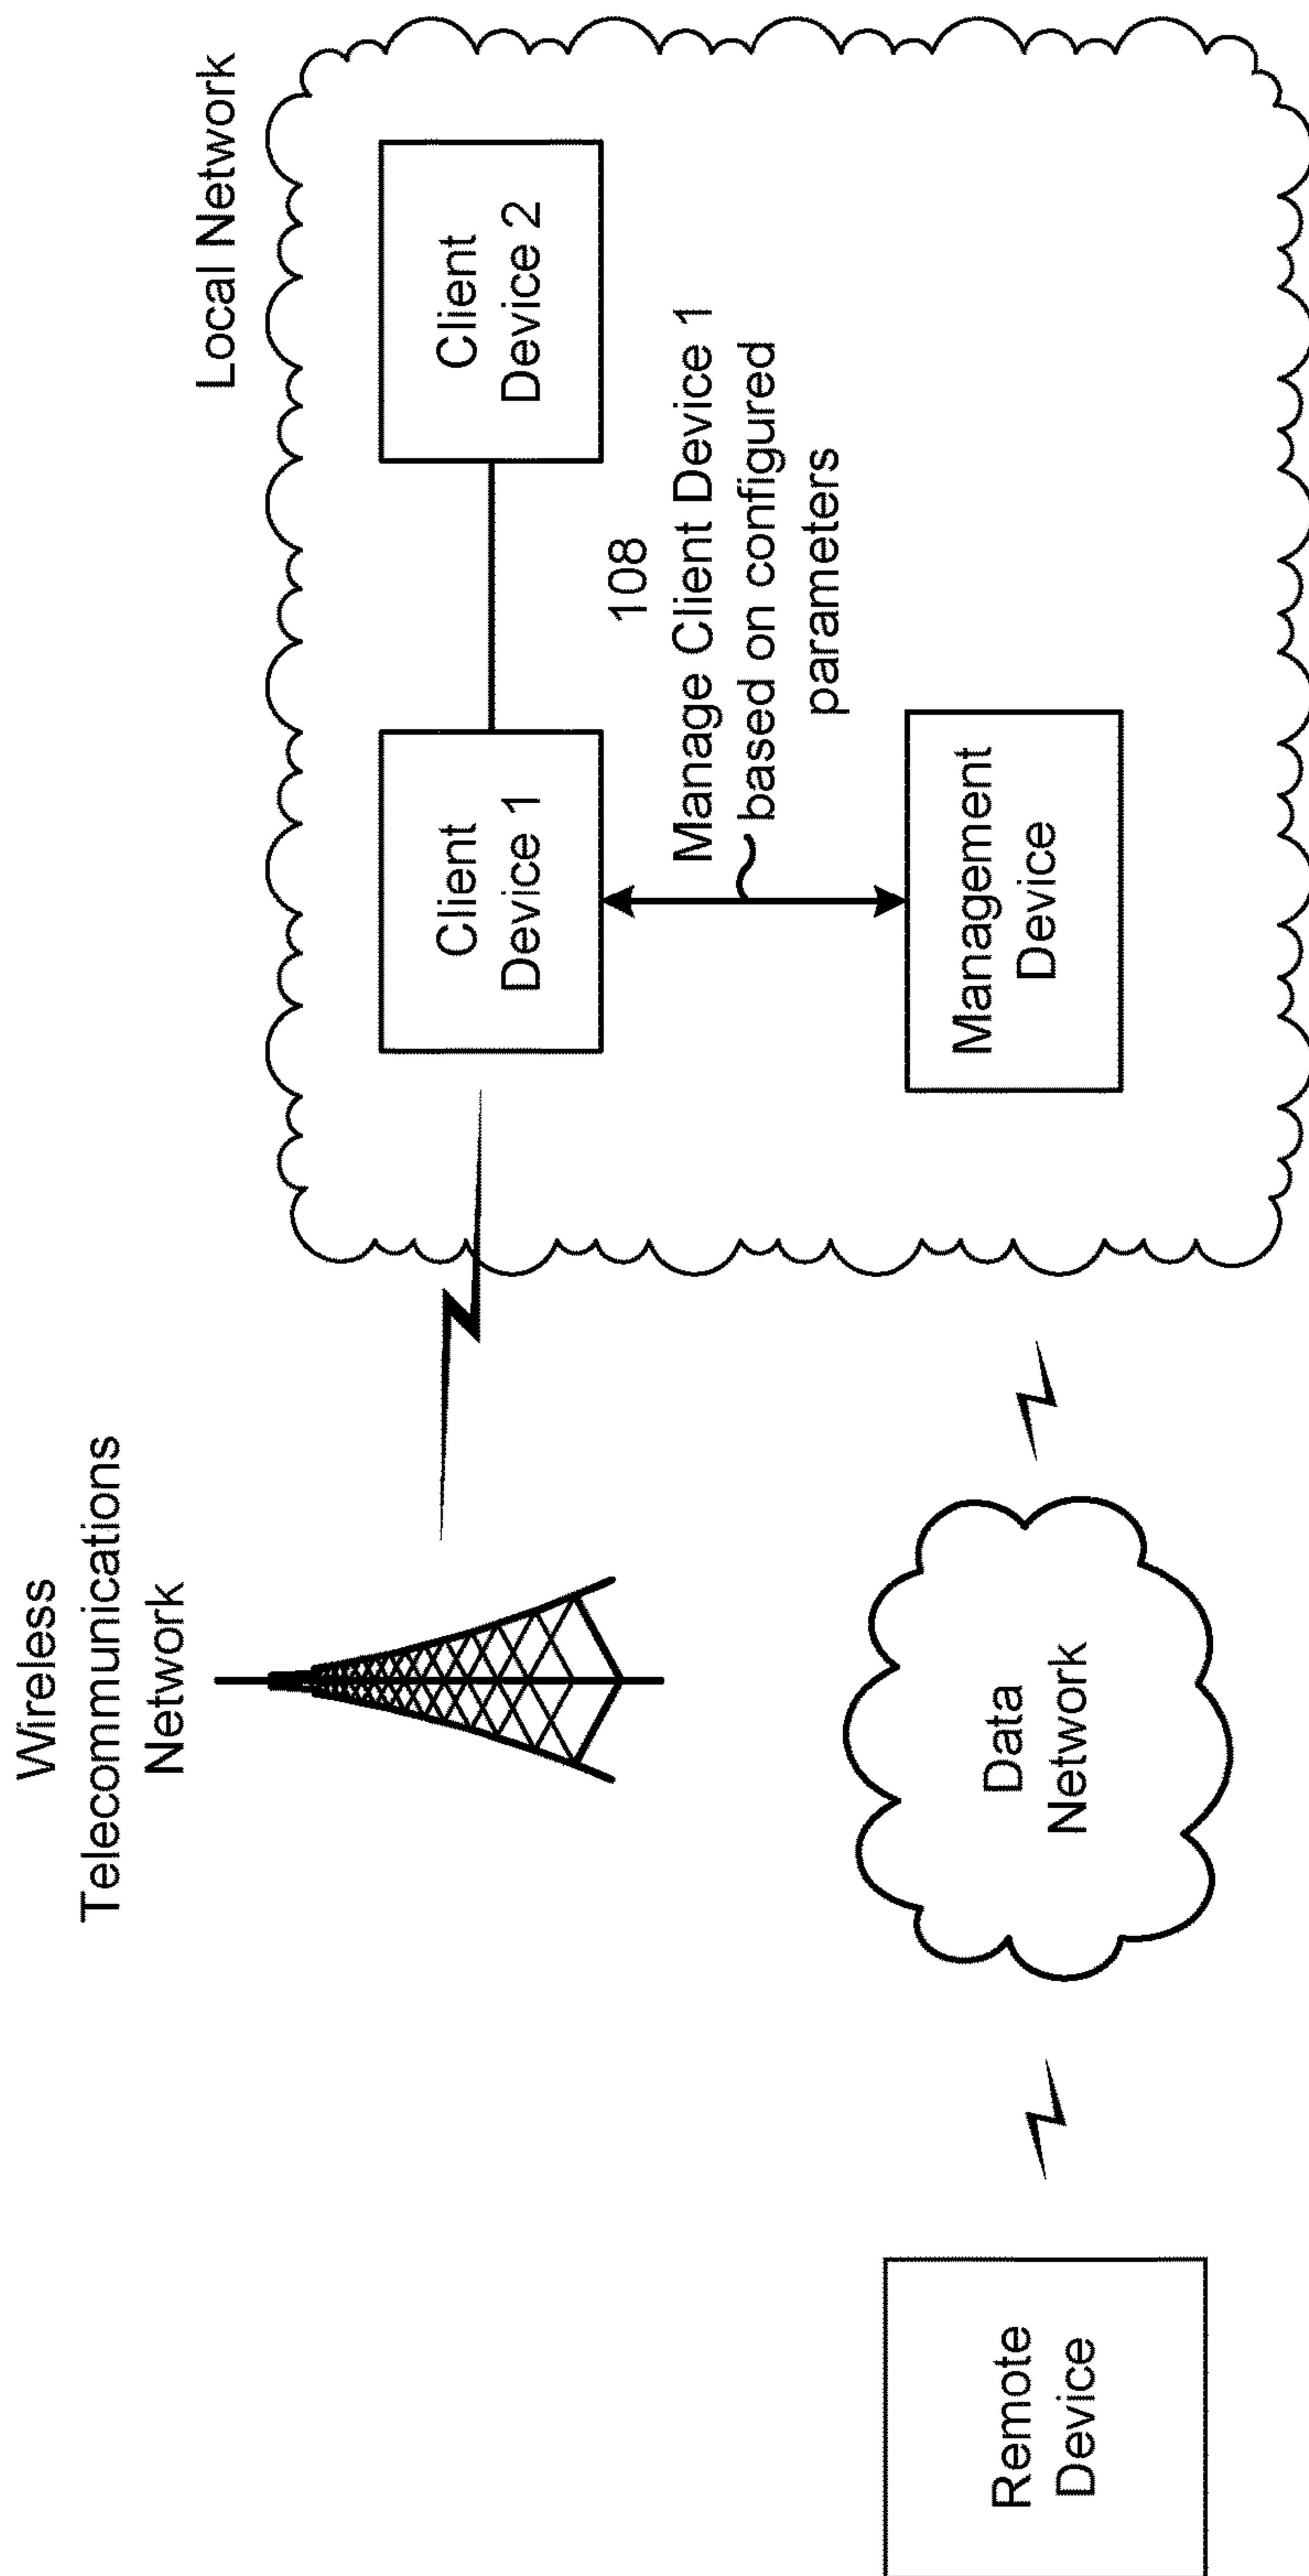 Wireless
Telecommunications
Network
Local Network
Client
Device 1
Client
Device 2
108
Manage Client Device 1
based on configured
parameters
Remote
Device
Data
Network
Management
Device